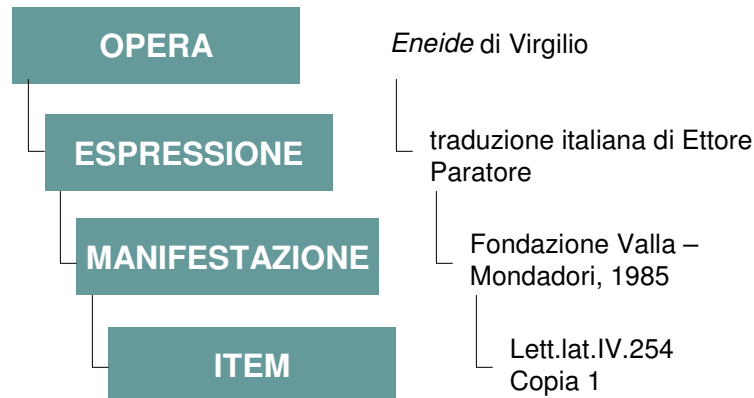 OPERA
Eneide di Virgilio
ESPRESSIONE
traduzione italiana di Ettore
Paratore
MANIFESTAZIONE
Fondazione Valla –
Mondadori, 1985
ITEM
Lett.lat.IV.254
Copia 1